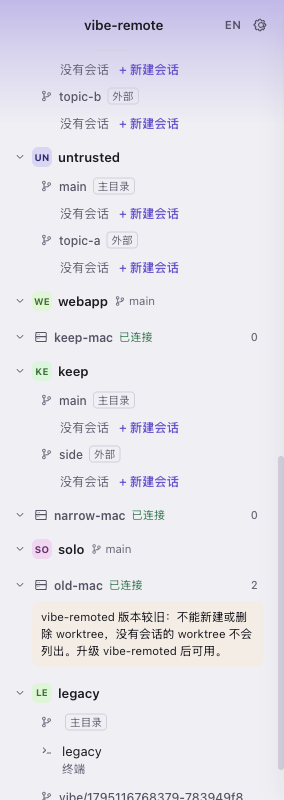 vibe-remote EN
没有会话 + 新建会话
topic-b 外部
没有会话 + 新建会话
UN untrusted
main 主目录
没有会话 + 新建会话
topic-a 外部
没有会话 + 新建会话
WE webapp main
keep-mac 已连接 0
KE keep
main 主目录
没有会话 + 新建会话
side 外部
没有会话 + 新建会话
narrow-mac 已连接 0
SO solo main
old-mac 已连接 2
vibe-remoted 版本较旧：不能新建或删
除 worktree，没有会话的 worktree 不会
列出。升级 vibe-remoted 后可用。
LE legacy
主目录
legacy
终端
vibe/1795116768379-783949f8